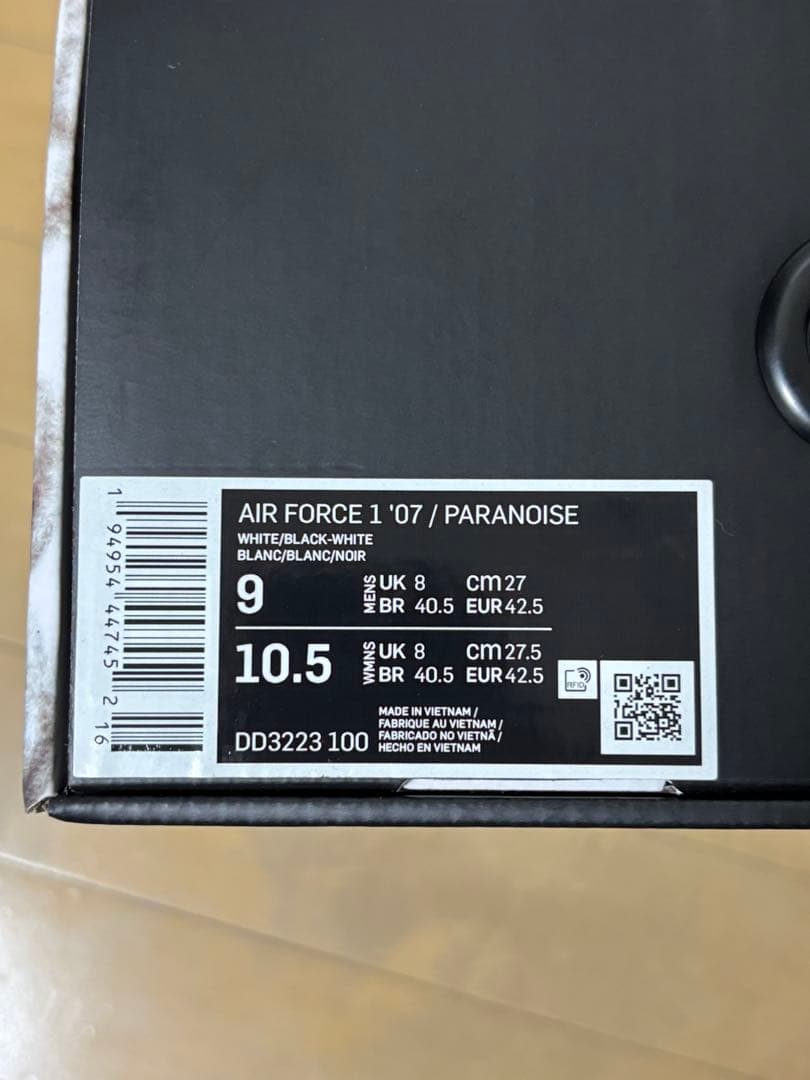 AIR FORCE 1 '07 / PARANOISE
WHITE/BLACK-WHITE
BLANC/BLANC/NOIR
9 MENS UK 8 cm 27
BR 40.5 EUR 42.5
10.5 WMNS UK 8 cm 27.5
BR 40.5 EUR 42.5
RFID
DD3223 100
MADE IN VIETNAM /
FABRIQUE AU VIETNAM /
FABRICADO NO VIETNÃ /
HECHO EN VIETNAM
1 94954 44745 2 16